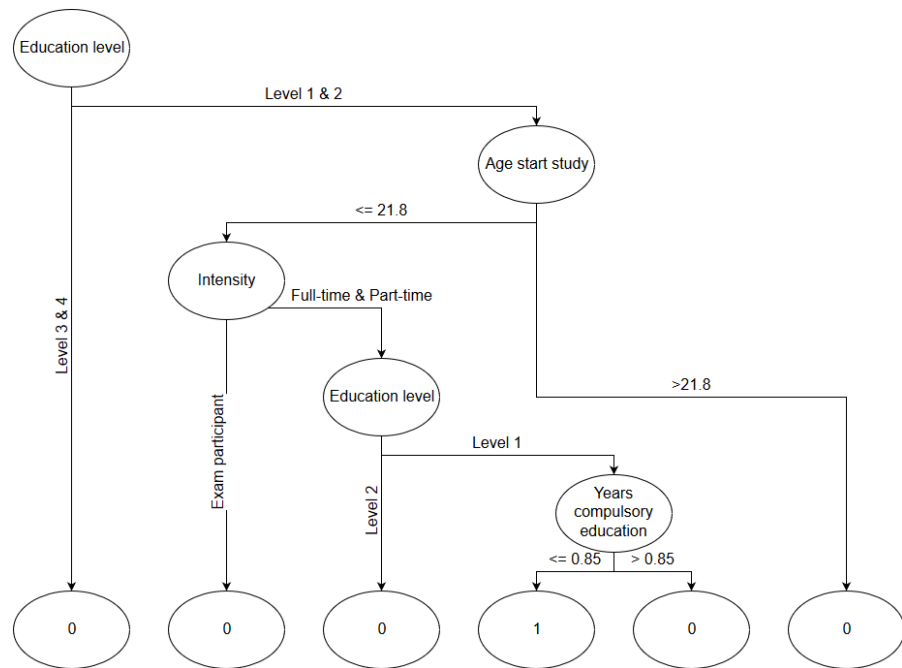 Education level
Level 1 & 2
Age start study
<= 21.8
Intensity
Full-time & Part-time
Level 3 & 4
Education level
>21.8
Exam participant
Level 1
Level 2
Years
compulsory
education
<= 0.85
> 0.85
0
0
0
1
0
0